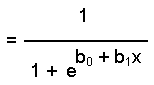 = 1 / (1 + e^(b₀ + b₁x))